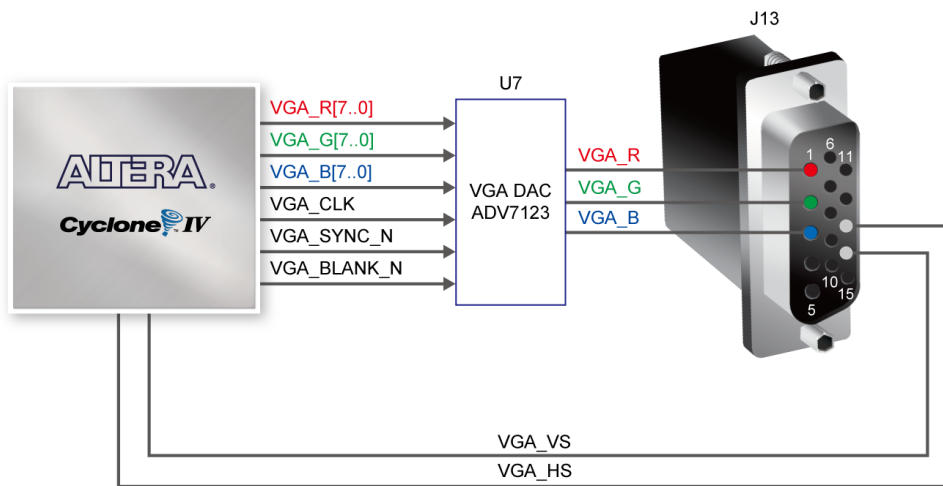 J13
U7
VGA_R[7..0]
VGA_G[7..0]
VGA_B[7..0]
VGA_CLK
VGA_SYNC_N
VGA_BLANK_N
ALTERA®
Cyclone™ IV
VGA DAC
ADV7123
VGA_R
VGA_G
VGA_B
1
6
11
5
10
15
VGA_VS
VGA_HS